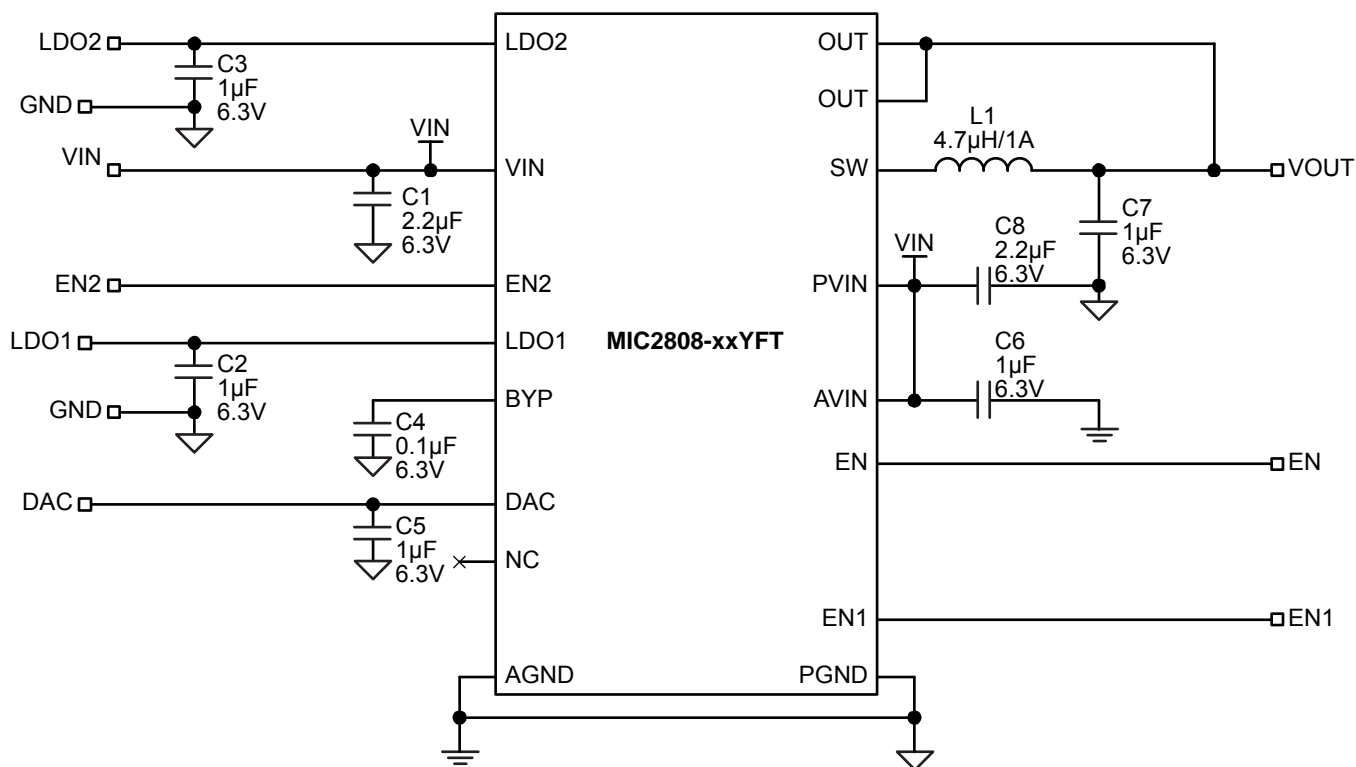 LDO2
C3
1µF
6.3V
GND
VIN
VIN
C1
2.2µF
6.3V
EN2
LDO1
C2
1µF
6.3V
GND
C4
0.1µF
6.3V
DAC
C5
1µF
6.3V
LDO2
VIN
EN2
LDO1
BYP
DAC
NC
AGND
MIC2808-xxYFT
OUT
OUT
SW
PVIN
AVIN
EN
EN1
PGND
L1
4.7µH/1A
VOUT
C7
1µF
6.3V
VIN
C8
2.2µF
6.3V
C6
1µF
6.3V
EN
EN1